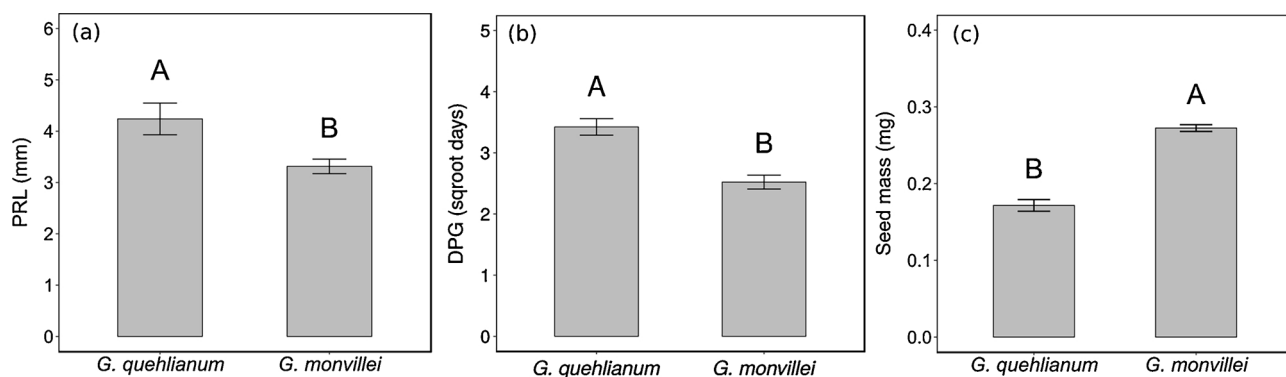 (a)
PRL (mm)
6
5
4
3
2
1
0
A
B
G. quehlianum G. monvillei
(b)
DPG (sqroot days)
5
4
3
2
1
0
A
B
G. quehlianum G. monvillei
(c)
Seed mass (mg)
0.4
0.3
0.2
0.1
0.0
B
A
G. quehlianum G. monvillei